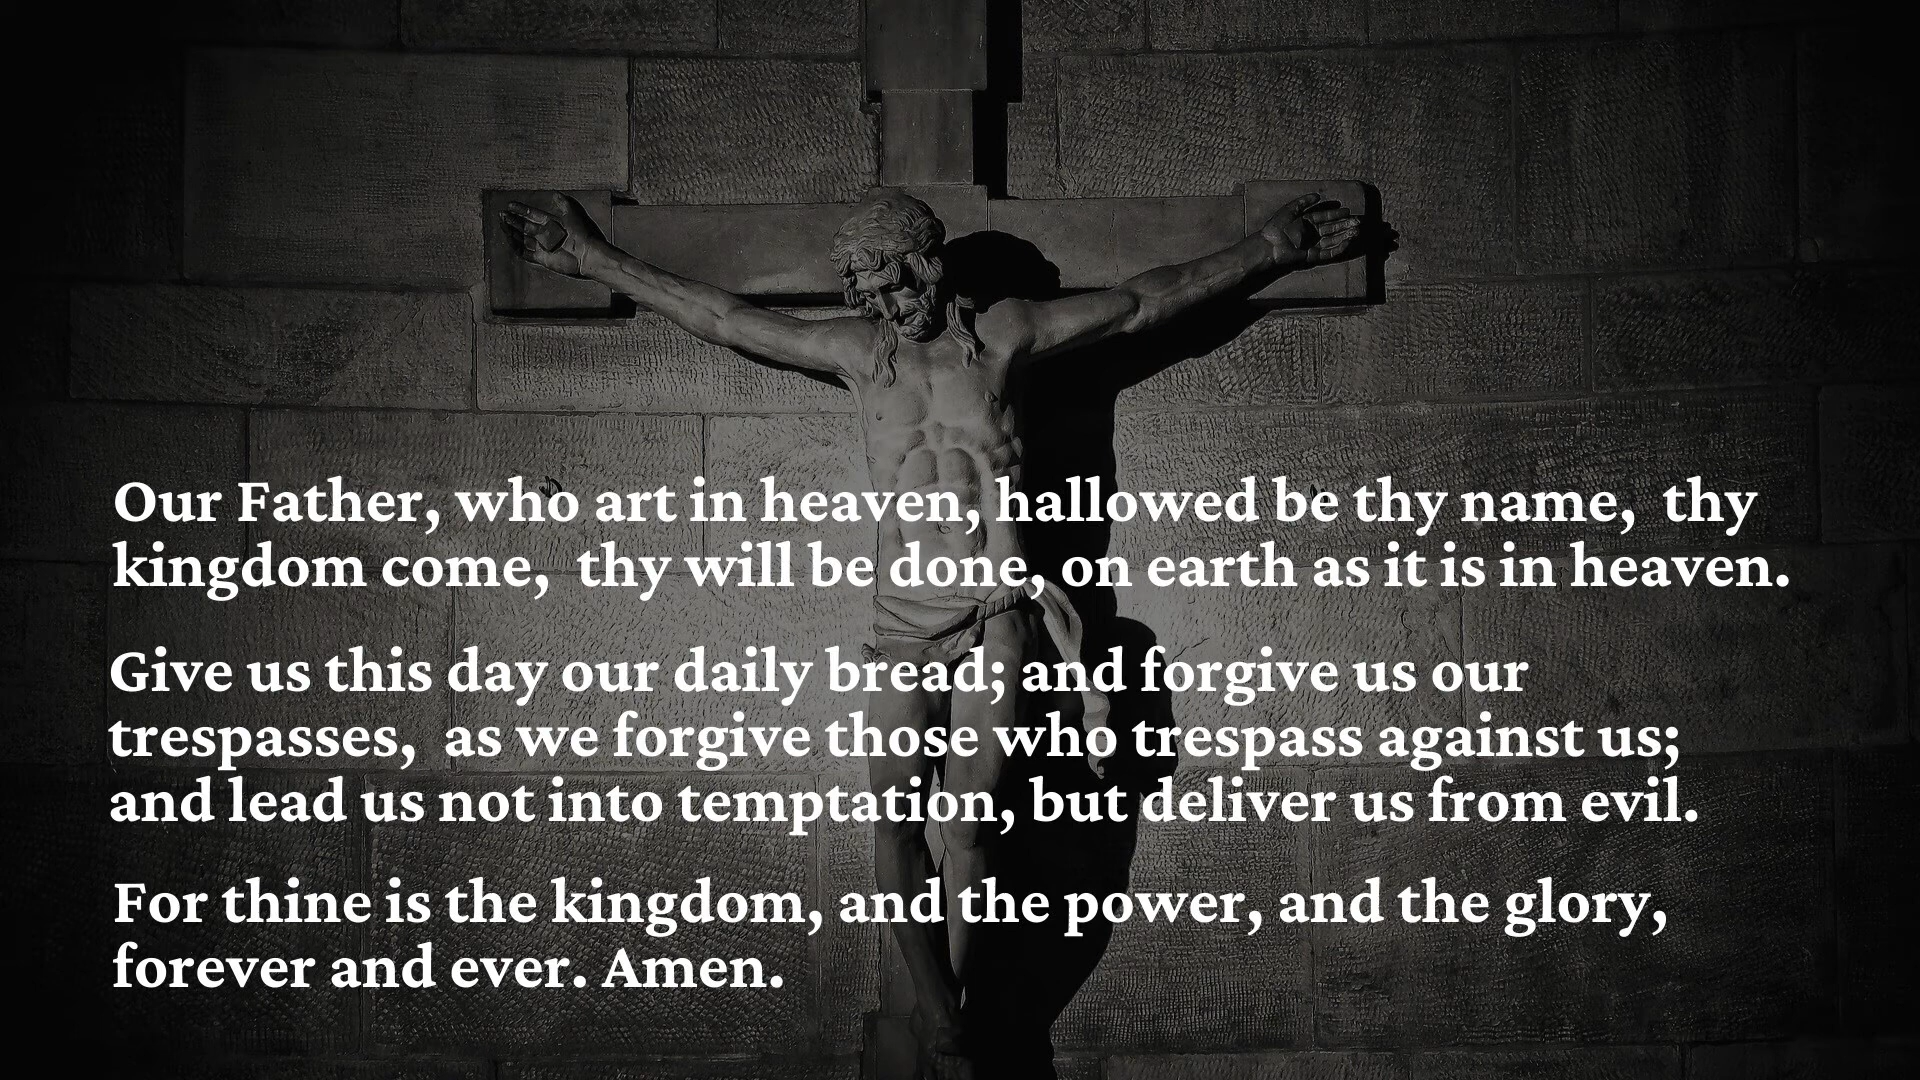 Our Father, who art in heaven, hallowed be thy name,  thy
kingdom come,  thy will be done, on earth as it is in heaven.
Give us this day our daily bread; and forgive us our
trespasses,  as we forgive those who trespass against us;
and lead us not into temptation, but deliver us from evil.
For thine is the kingdom, and the power, and the glory,
forever and ever. Amen.